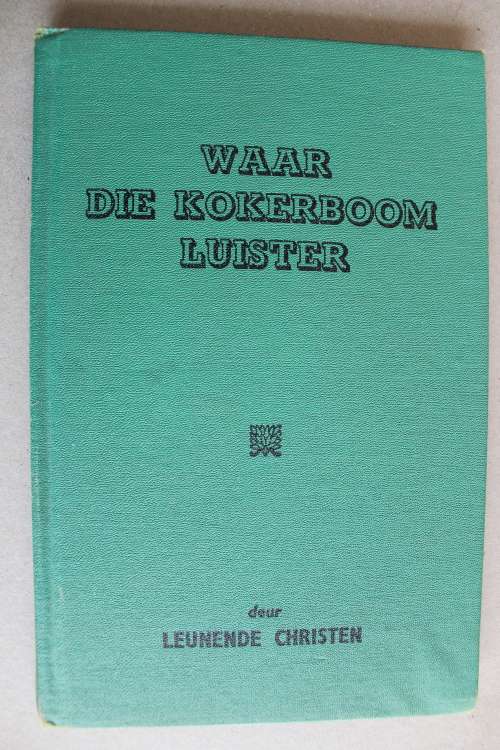 WAAR
DIE KOKERBOOM
LUISTER
deur
LEUNENDE CHRISTEN